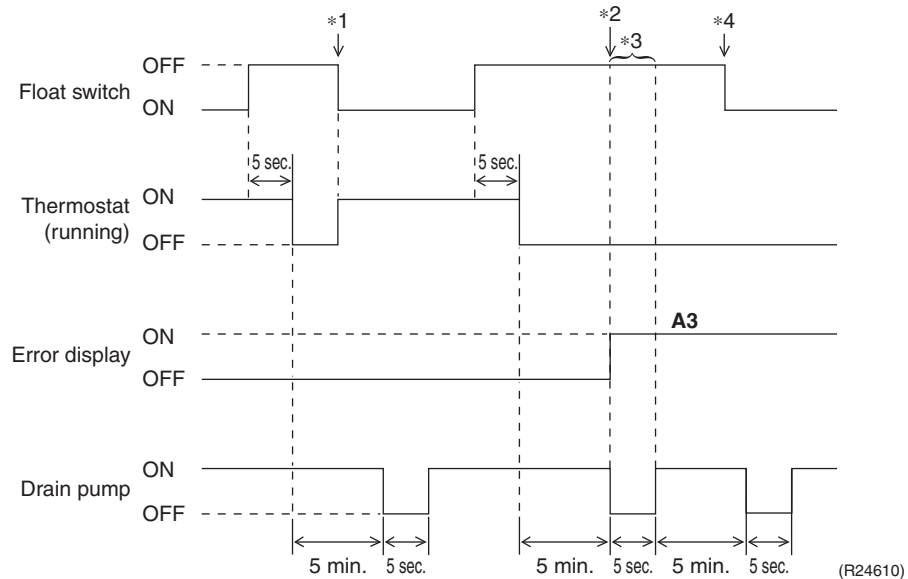 *1
*2
*3
*4
Float switch
OFF
ON
5 sec.
5 sec.
Thermostat
(running)
ON
OFF
Error display
ON
OFF
A3
Drain pump
ON
OFF
5 min.
5 sec.
5 min.
5 sec.
5 min.
5 sec.
(R24610)